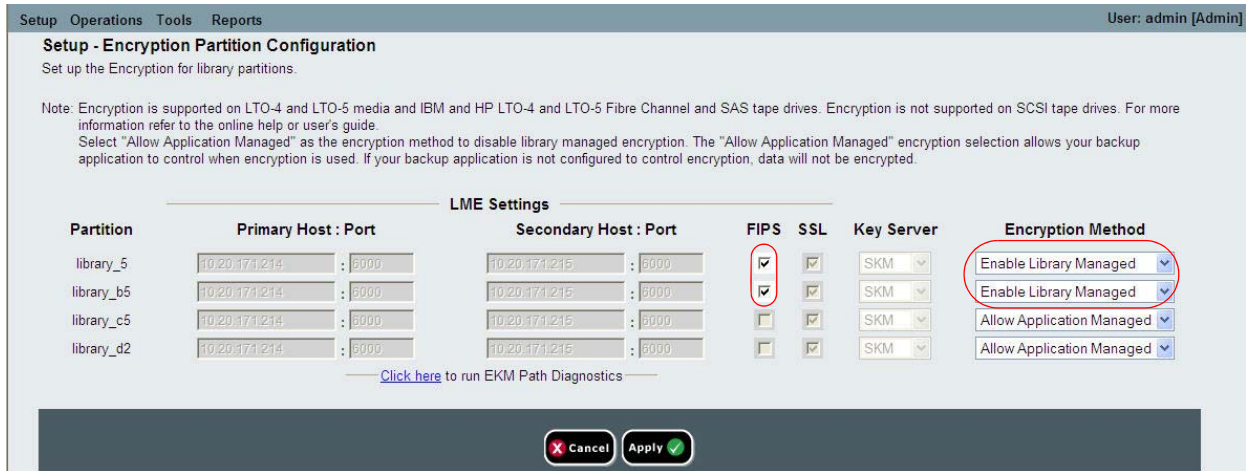 Setup Operations Tools Reports User: admin [Admin]
Setup - Encryption Partition Configuration
Set up the Encryption for library partitions.
Note: Encryption is supported on LTO-4 and LTO-5 media and IBM and HP LTO-4 and LTO-5 Fibre Channel and SAS tape drives. Encryption is not supported on SCSI tape drives. For more
information refer to the online help or user's guide.
Select "Allow Application Managed" as the encryption method to disable library managed encryption. The "Allow Application Managed" encryption selection allows your backup
application to control when encryption is used. If your backup application is not configured to control encryption, data will not be encrypted.
LME Settings
Partition Primary Host : Port Secondary Host : Port FIPS SSL Key Server Encryption Method
library_5 10.20.171.214 : 6000 10.20.171.215 : 6000 SKM Enable Library Managed
library_b5 10.20.171.214 : 6000 10.20.171.215 : 6000 SKM Enable Library Managed
library_c5 10.20.171.214 : 6000 10.20.171.215 : 6000 SKM Allow Application Managed
library_d2 10.20.171.214 : 6000 10.20.171.215 : 6000 SKM Allow Application Managed
Click here to run EKM Path Diagnostics
Cancel Apply